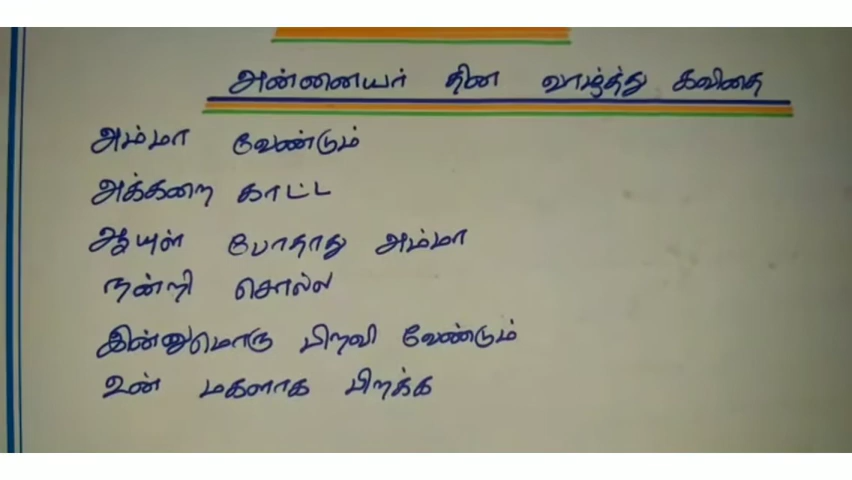 அன்னையர் தின வாழ்த்து கவிதை
அம்மா வேண்டும்
அக்கறை காட்ட
ஆயுள் போதாது அம்மா
நன்றி சொல்ல
இன்னுமொரு பிறவி வேண்டும்
உன் மகளாக பிறக்க